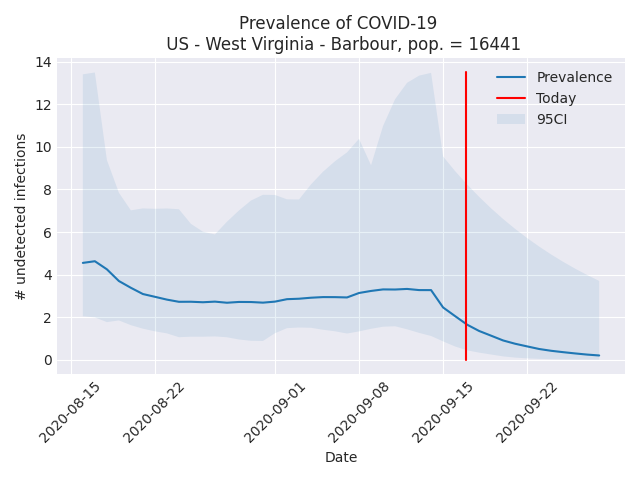 Prevalence of COVID-19
US - West Virginia - Barbour, pop. = 16441
14
12
10
8
6
4
2
0
# undetected infections
Prevalence
Today
95CI
2020-08-15
2020-08-22
2020-09-01
2020-09-08
2020-09-15
2020-09-22
Date